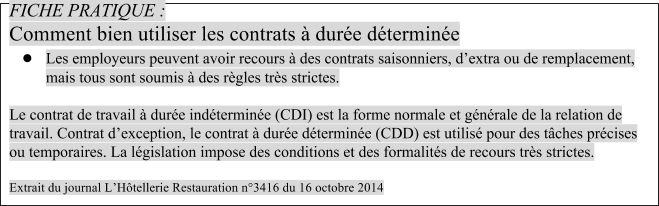 FICHE PRATIQUE :
Comment bien utiliser les contrats à durée déterminée
● Les employeurs peuvent avoir recours à des contrats saisonniers, d’extra ou de remplacement,
mais tous sont soumis à des règles très strictes.
Le contrat de travail à durée indéterminée (CDI) est la forme normale et générale de la relation de
travail. Contrat d’exception, le contrat à durée déterminée (CDD) est utilisé pour des tâches précises
ou temporaires. La législation impose des conditions et des formalités de recours très strictes.
Extrait du journal L’Hôtellerie Restauration n°3416 du 16 octobre 2014